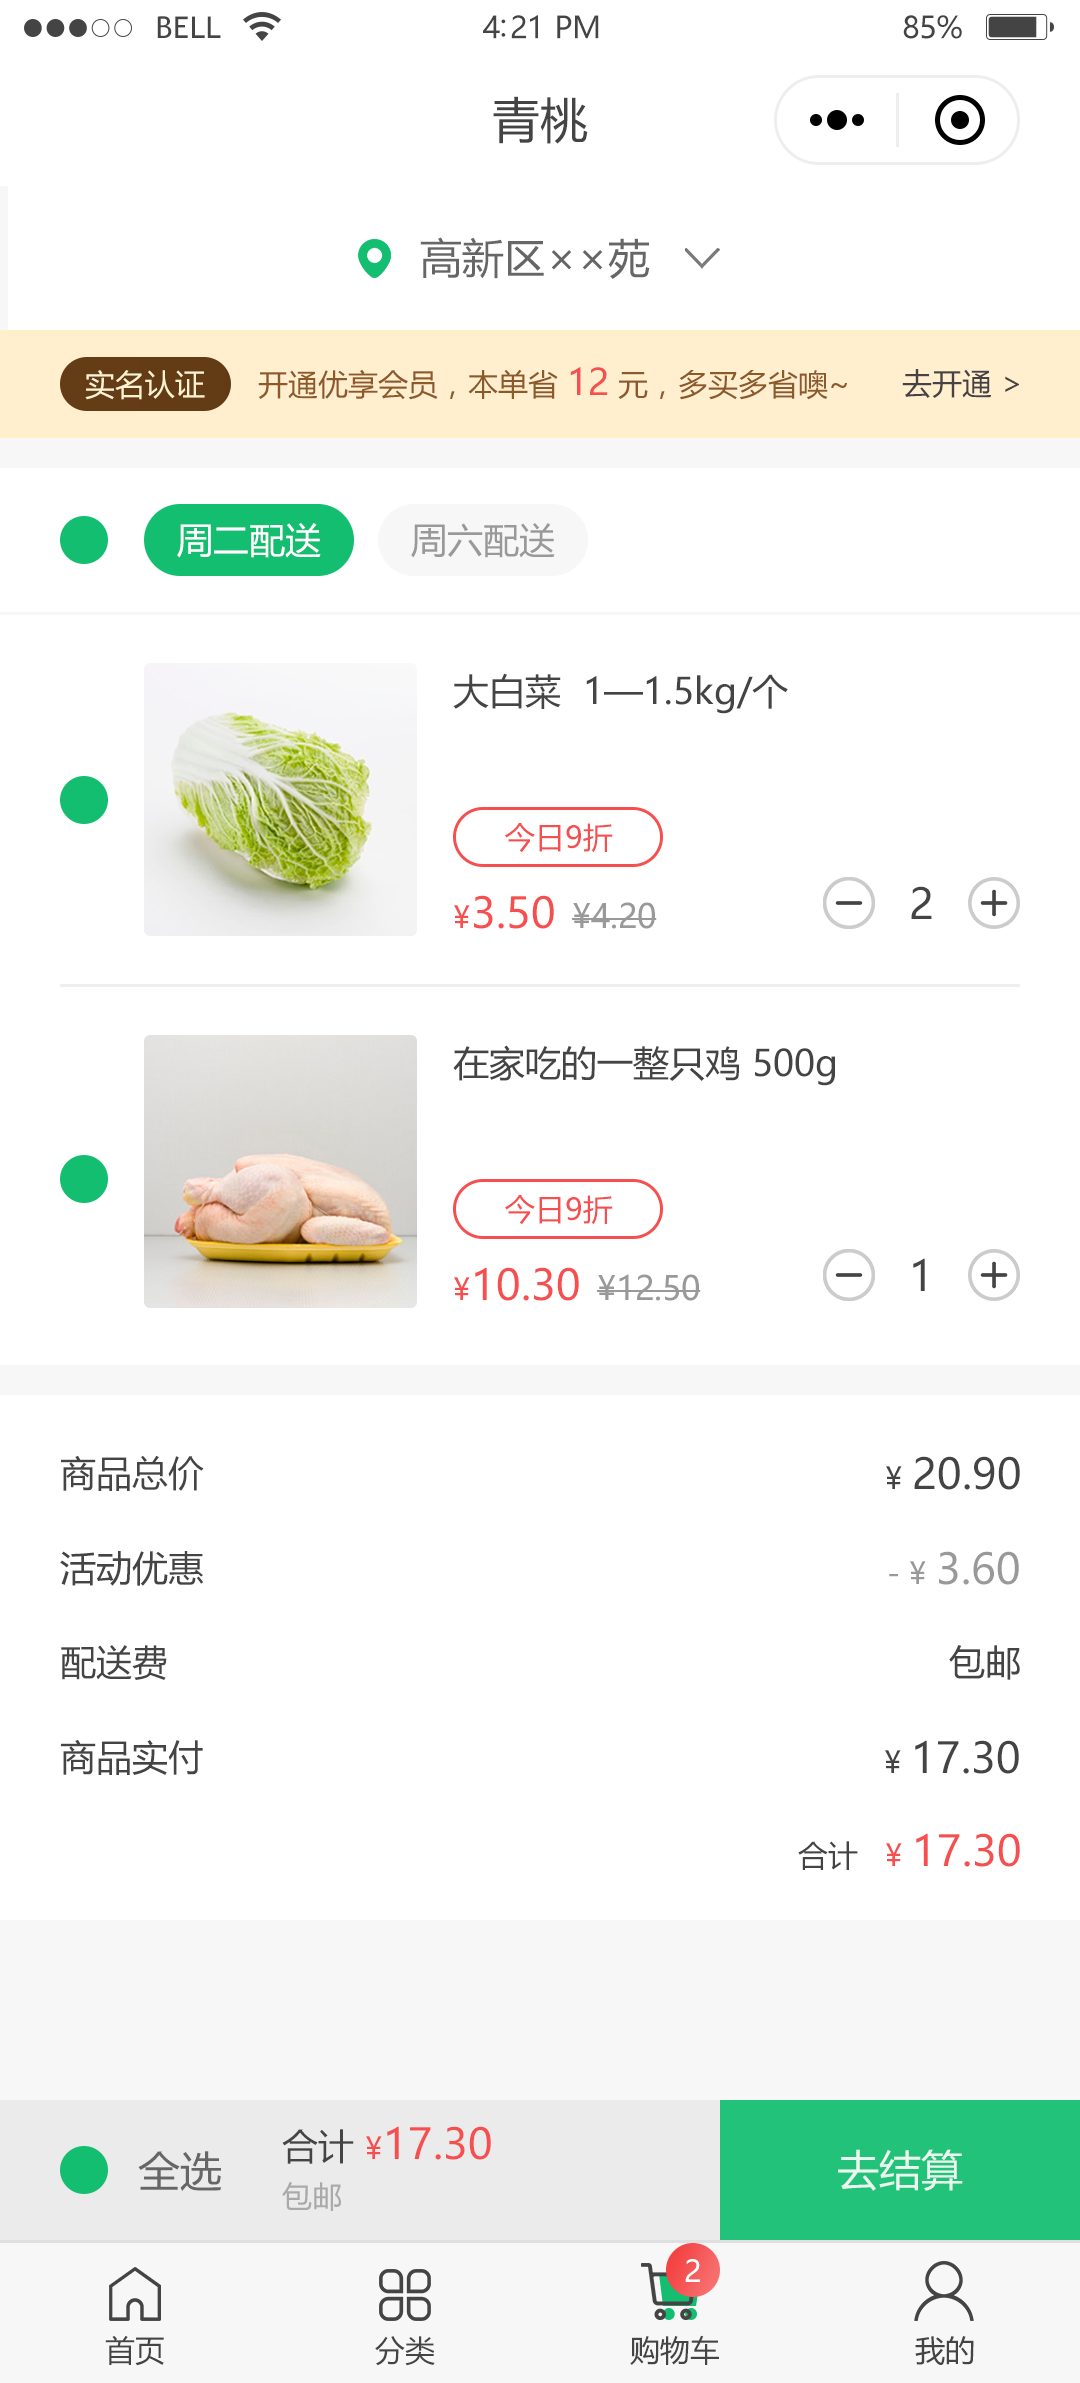 BELL 4:21 PM 85%
青桃
高新区××苑
实名认证 开通优享会员，本单省 12 元，多买多省噢~ 去开通 >
周二配送 周六配送
大白菜 1—1.5kg/个
今日9折
¥3.50 ¥4.20 2
在家吃的一整只鸡 500g
今日9折
¥10.30 ¥12.50 1
商品总价 ¥ 20.90
活动优惠 - ¥ 3.60
配送费 包邮
商品实付 ¥ 17.30
合计 ¥ 17.30
全选 合计 ¥17.30 去结算
包邮
2
首页 分类 购物车 我的